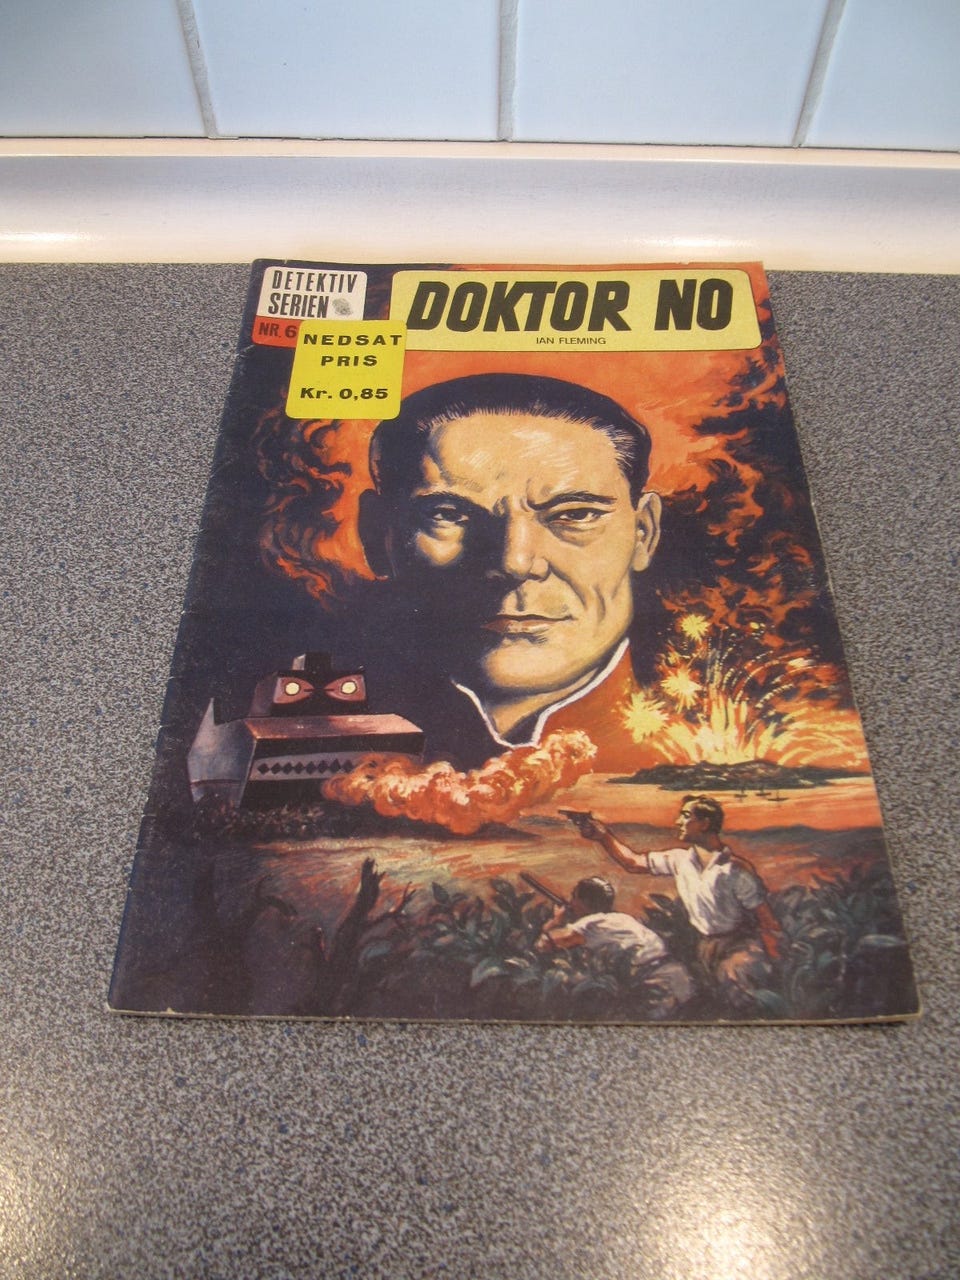 DETEKTIV
SERIEN
NR. 6
DOKTOR NO
IAN FLEMING
NEDSAT
PRIS
Kr. 0,85